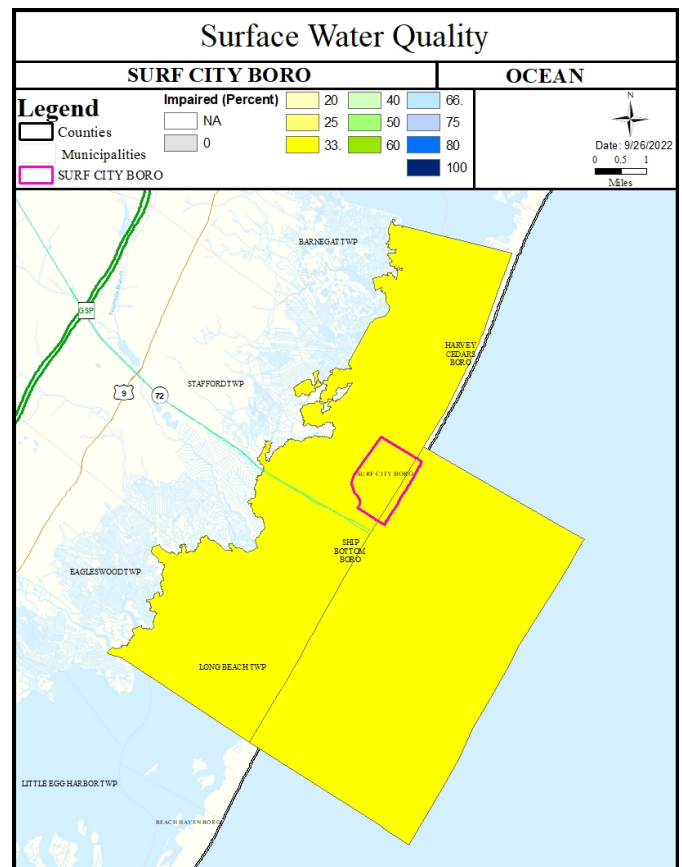 Surface Water Quality
SURF CITY BORO
OCEAN
Legend
Counties
Municipalities
SURF CITY BORO
Impaired (Percent)
NA
0
20
25
33.
40
50
60
66.
75
80
100
N
Date: 9/26/2022
0 0.5 1
Miles
BARNEGAT TWP
GSP
HARVEY
CEDARS
BORO
STAFFORD TWP
9
72
SURF CITY BORO
SHIP
BOTTOM
BORO
EAGLESWOOD TWP
LONG BEACH TWP
LITTLE EGG HARBOR TWP
BEACH HAVEN BORO